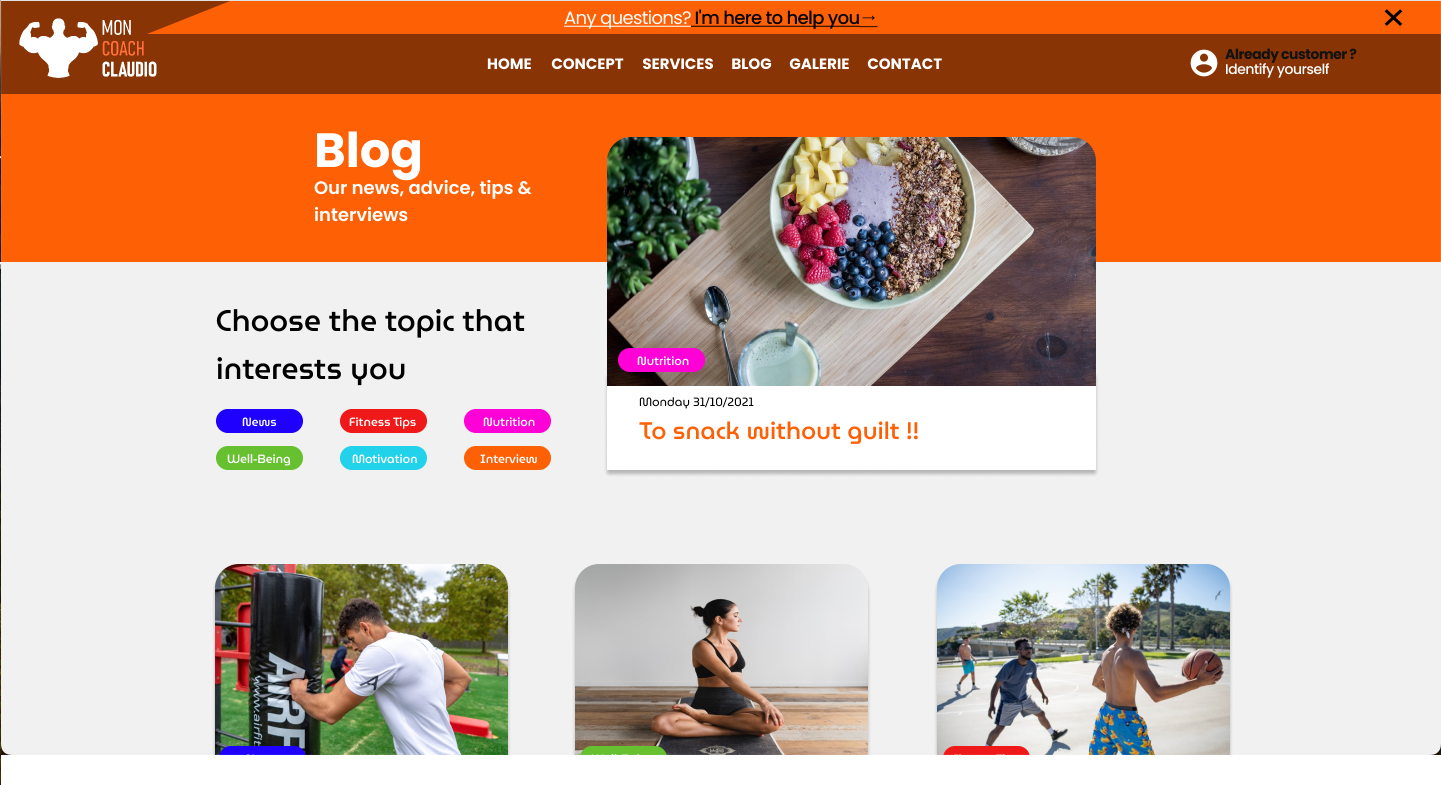 Any questions? I'm here to help you→
MON
COACH
CLAUDIO
HOME CONCEPT SERVICES BLOG GALERIE CONTACT
Already customer ?
Identify yourself
Blog
Our news, advice, tips &
interviews
Choose the topic that
interests you
News Fitness Tips Nutrition
Well-Being Motivation Interview
Nutrition
Monday 31/10/2021
To snack without guilt !!
AIRF
www.airfit